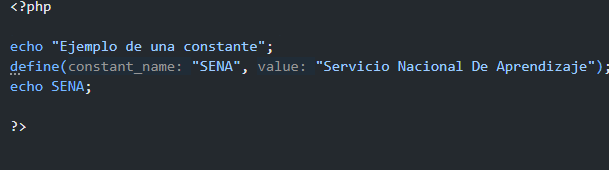 <?php
echo "Ejemplo de una constante";
define(constant_name: "SENA", value: "Servicio Nacional De Aprendizaje");
echo SENA;
?>